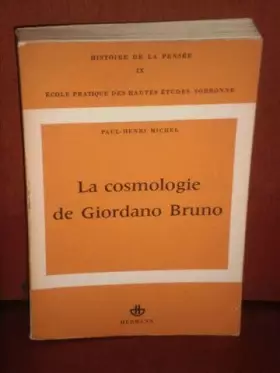 HISTOIRE DE LA PENSÉE
IX
ÉCOLE PRATIQUE DES HAUTES ÉTUDES-SORBONNE
PAUL-HENRI MICHEL
La cosmologie
de Giordano Bruno
HERMANN